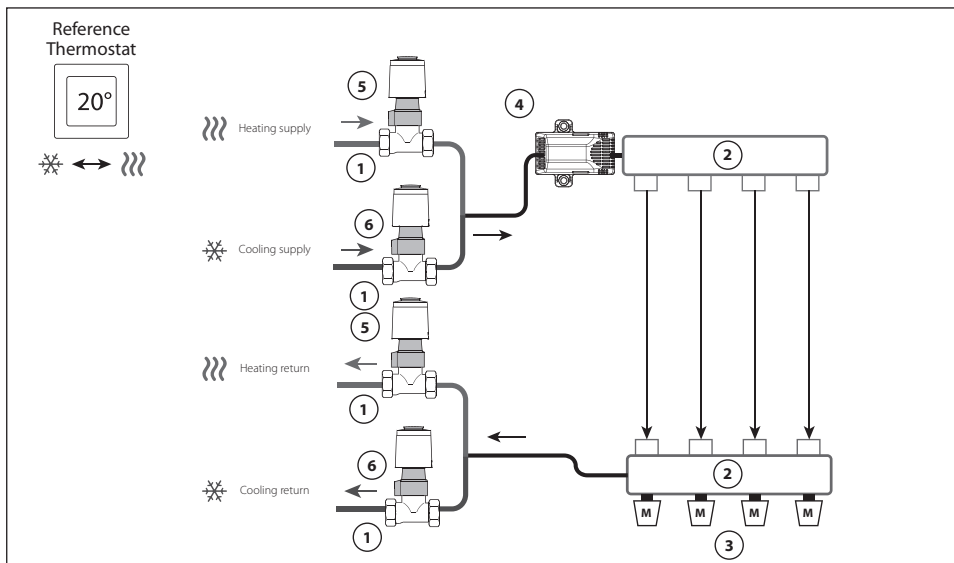 Reference
Thermostat
20°
5
Heating supply
1
4
2
6
Cooling supply
1
5
Heating return
1
6
Cooling return
1
2
M M M M
3